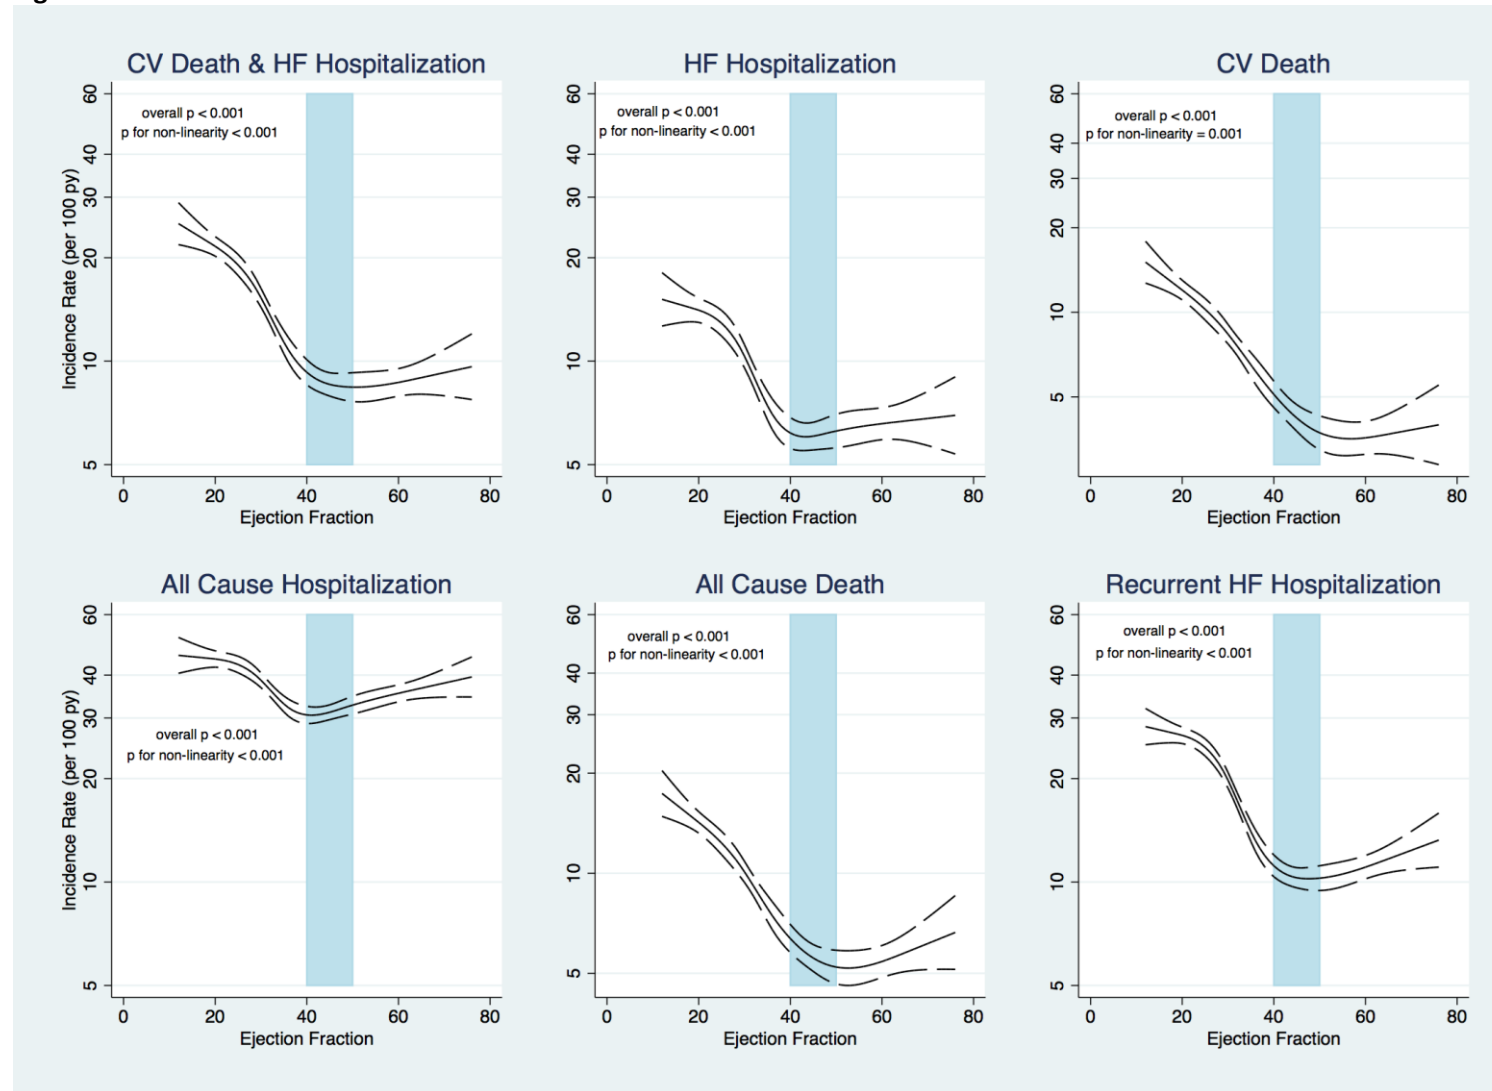 CV Death & HF Hospitalization
overall p < 0.001
p for non-linearity < 0.001
Incidence Rate (per 100 py)
60
40
30
20
10
5
0 20 40 60 80
Ejection Fraction
HF Hospitalization
overall p < 0.001
p for non-linearity < 0.001
60
40
30
20
10
5
0 20 40 60 80
Ejection Fraction
CV Death
overall p < 0.001
p for non-linearity = 0.001
60
40
30
20
10
5
0 20 40 60 80
Ejection Fraction
All Cause Hospitalization
overall p < 0.001
p for non-linearity < 0.001
Incidence Rate (per 100 py)
60
40
30
20
10
5
0 20 40 60 80
Ejection Fraction
All Cause Death
overall p < 0.001
p for non-linearity < 0.001
60
40
30
20
10
5
0 20 40 60 80
Ejection Fraction
Recurrent HF Hospitalization
overall p < 0.001
p for non-linearity < 0.001
60
40
30
20
10
5
0 20 40 60 80
Ejection Fraction